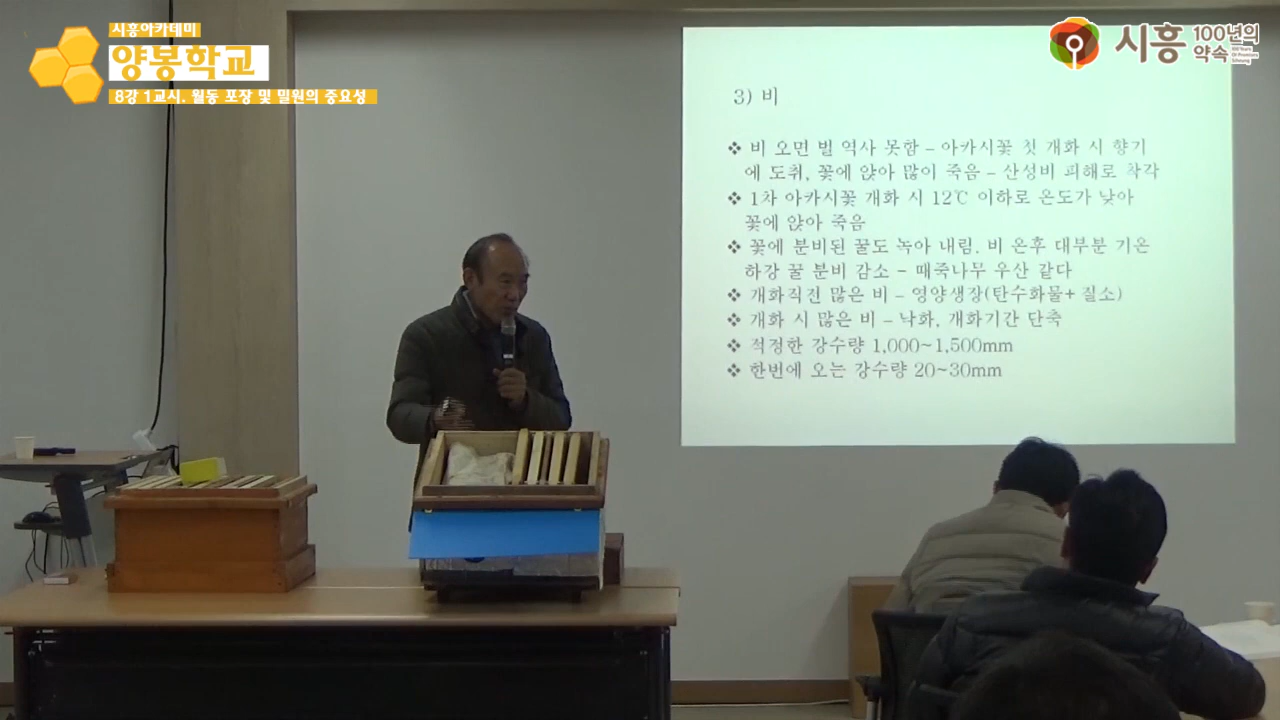 시흥아카데미
양봉학교
8강 1교시. 월동 포장 및 밀원의 중요성
시흥 100년의 약속
3) 비
❖ 비 오면 벌 역사 못함 – 아카시꽃 첫 개화 시 향기
에 도취, 꽃에 앉아 많이 죽음 – 산성비 피해로 착각
❖ 1차 아카시꽃 개화 시 12℃ 이하로 온도가 낮아
꽃에 앉아 죽음
❖ 꽃에 분비된 꿀도 녹아 내림. 비 온후 대부분 기온
하강 꿀 분비 감소 – 때죽나무 우산 같다
❖ 개화직전 많은 비 – 영양생장(탄수화물+ 질소)
❖ 개화 시 많은 비 – 낙화, 개화기간 단축
❖ 적정한 강수량 1,000~1,500mm
❖ 한번에 오는 강수량 20~30mm